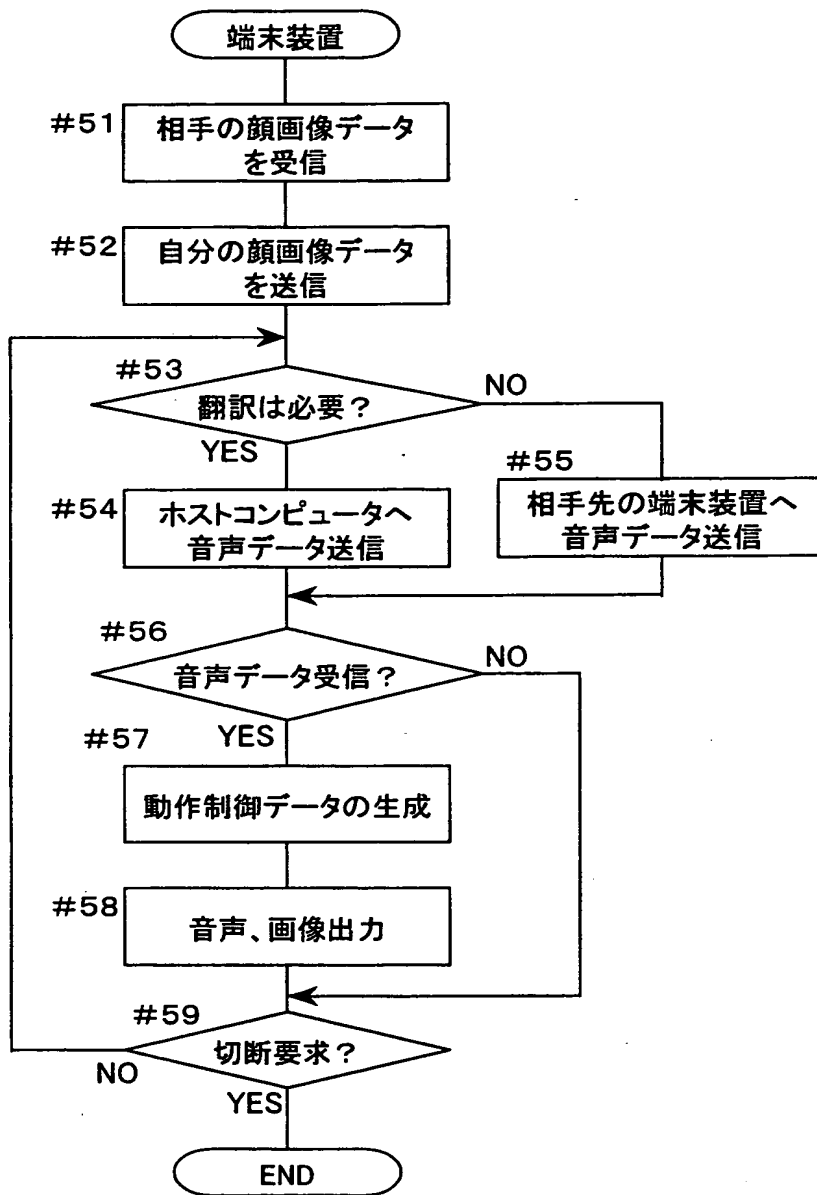 端末装置
#51
相手の顔画像データ
を受信
#52
自分の顔画像データ
を送信
#53
翻訳は必要？
NO
YES
#54
ホストコンピュータへ
音声データ送信
#55
相手先の端末装置へ
音声データ送信
#56
音声データ受信？
NO
YES
#57
動作制御データの生成
#58
音声、画像出力
#59
切断要求？
NO
YES
END